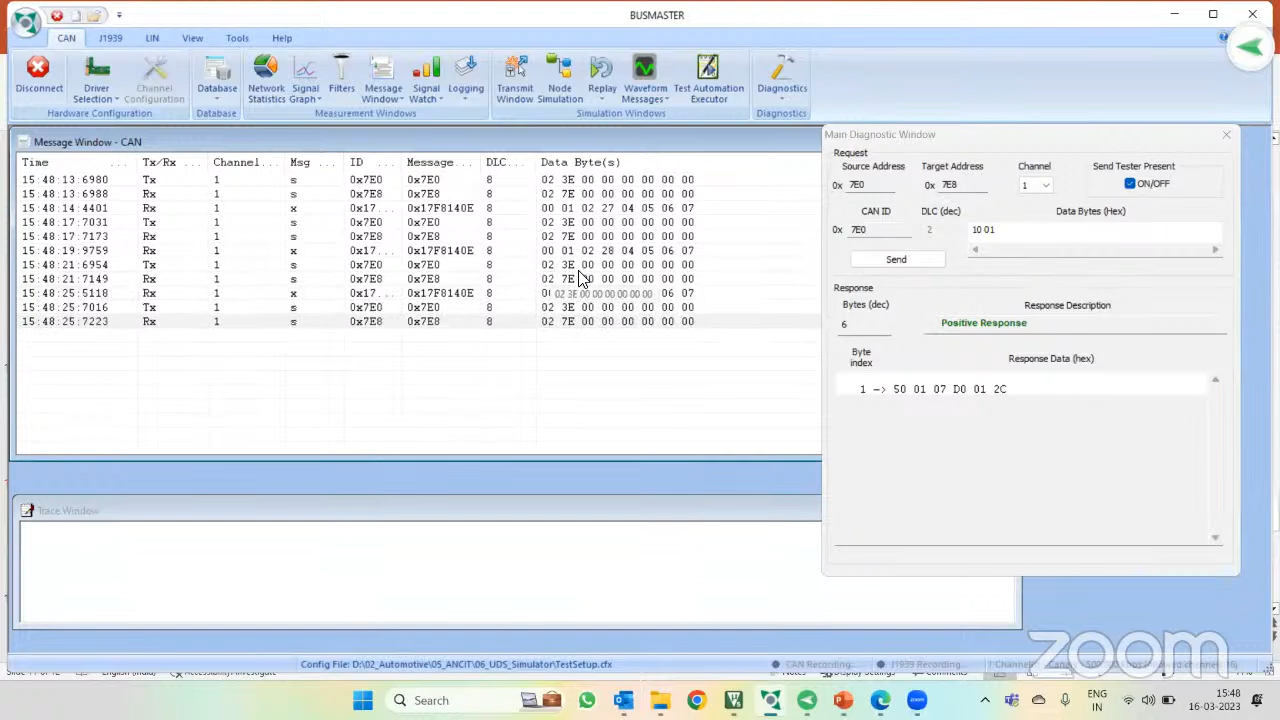 BUSMASTER
CAN J1939 LIN View Tools Help
Disconnect Driver Selection Channel Configuration Database Network Statistics Signal Graph Filters Message Window Signal Watch Logging Transmit Window Node Simulation Replay Waveform Messages Test Automation Executor Diagnostics
Hardware Configuration Database Measurement Windows Simulation Windows Diagnostics
Message Window - CAN
Time ... Tx/Rx ... Channel... Msg ... ID ... Message... DLC... Data Byte(s)
15:48:13:6980 Tx 1 s 0x7E0 0x7E0 8 02 3E 00 00 00 00 00 00
15:48:13:6988 Rx 1 s 0x7E8 0x7E8 8 02 7E 00 00 00 00 00 00
15:48:14:4401 Rx 1 x 0x17... 0x17F8140E 8 00 01 02 27 04 05 06 07
15:48:17:7031 Tx 1 s 0x7E0 0x7E0 8 02 3E 00 00 00 00 00 00
15:48:17:7173 Rx 1 s 0x7E8 0x7E8 8 02 7E 00 00 00 00 00 00
15:48:19:9759 Rx 1 x 0x17... 0x17F8140E 8 00 01 02 28 04 05 06 07
15:48:21:6954 Tx 1 s 0x7E0 0x7E0 8 02 3E 00 00 00 00 00 00
15:48:21:7149 Rx 1 s 0x7E8 0x7E8 8 02 7E 00 00 00 00 00 00
15:48:25:5118 Rx 1 x 0x17... 0x17F8140E 8 02 3E 00 00 00 00 00 00 06 07
15:48:25:7016 Tx 1 s 0x7E0 0x7E0 8 02 3E 00 00 00 00 00 00
15:48:25:7223 Rx 1 s 0x7E8 0x7E8 8 02 7E 00 00 00 00 00 00
Main Diagnostic Window
Request
Source Address Target Address Channel Send Tester Present
0x 7E0 0x 7E8 1 ON/OFF
CAN ID DLC (dec) Data Bytes (Hex)
0x 7E0 2 10 01
Send
Response
Bytes (dec) Response Description
6 Positive Response
Byte index Response Data (hex)
1 -> 50 01 07 D0 01 2C
Trace Window
zoom
Config File: D:\02_Automotive\05_ANCIT\06_UDS_Simulator\TestSetup.cfx CAN Recording... J1939 Recording...
Search
zoom
ENG
IN
15:48
16-03-2023